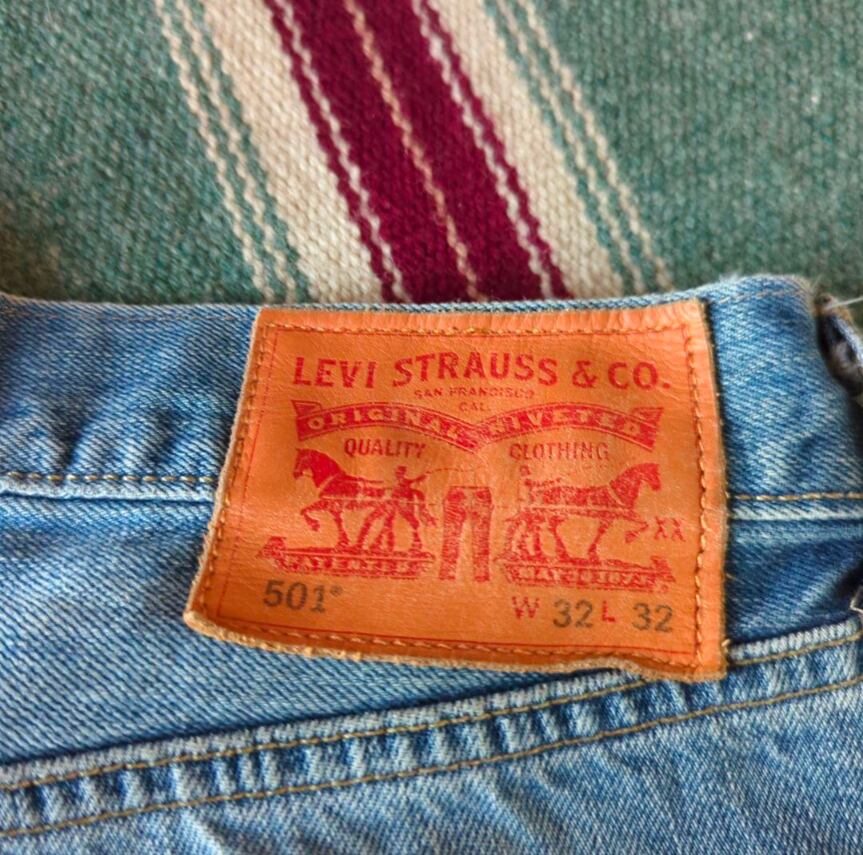 LEVI STRAUSS & CO.
SAN FRANCISCO
CAL.
ORIGINAL RIVETED
QUALITY CLOTHING
XX
501®
W 32 L 32